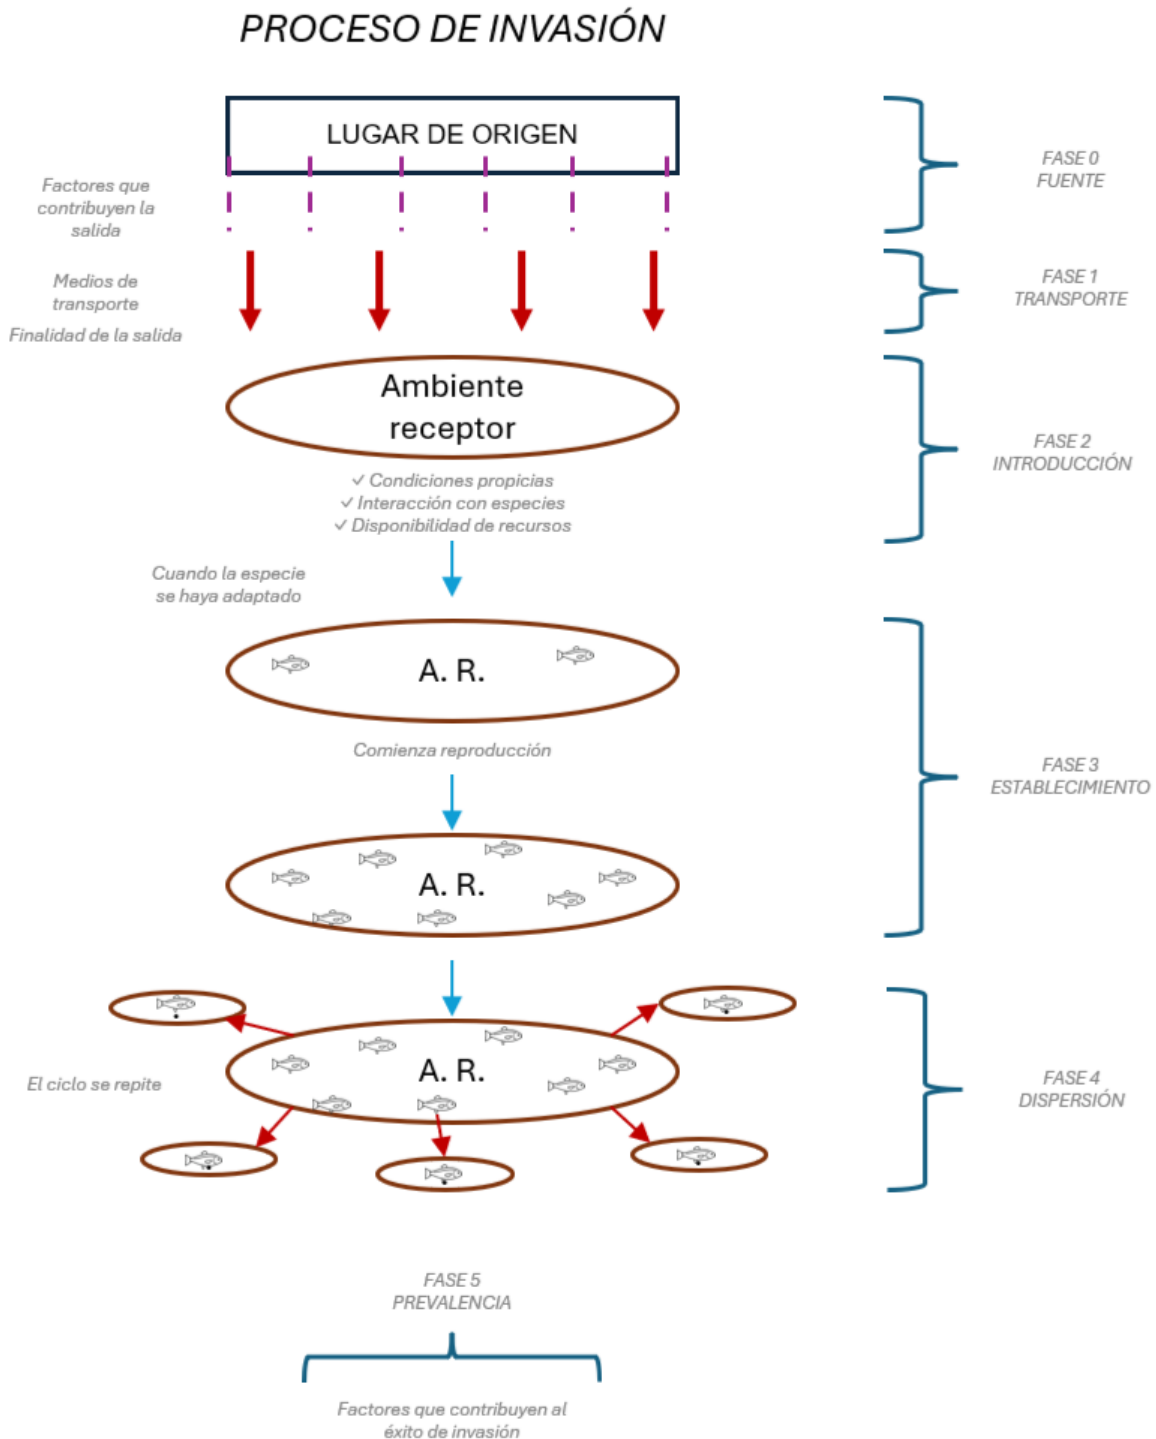 PROCESO DE INVASIÓN
LUGAR DE ORIGEN
Factores que
contribuyen la
salida
FASE 0
FUENTE
Medios de
transporte
Finalidad de la salida
FASE 1
TRANSPORTE
Ambiente
receptor
✓ Condiciones propicias
✓ Interacción con especies
✓ Disponibilidad de recursos
FASE 2
INTRODUCCIÓN
Cuando la especie
se haya adaptado
A. R.
Comienza reproducción
A. R.
FASE 3
ESTABLECIMIENTO
El ciclo se repite
A. R.
FASE 4
DISPERSIÓN
FASE 5
PREVALENCIA
Factores que contribuyen al
éxito de invasión